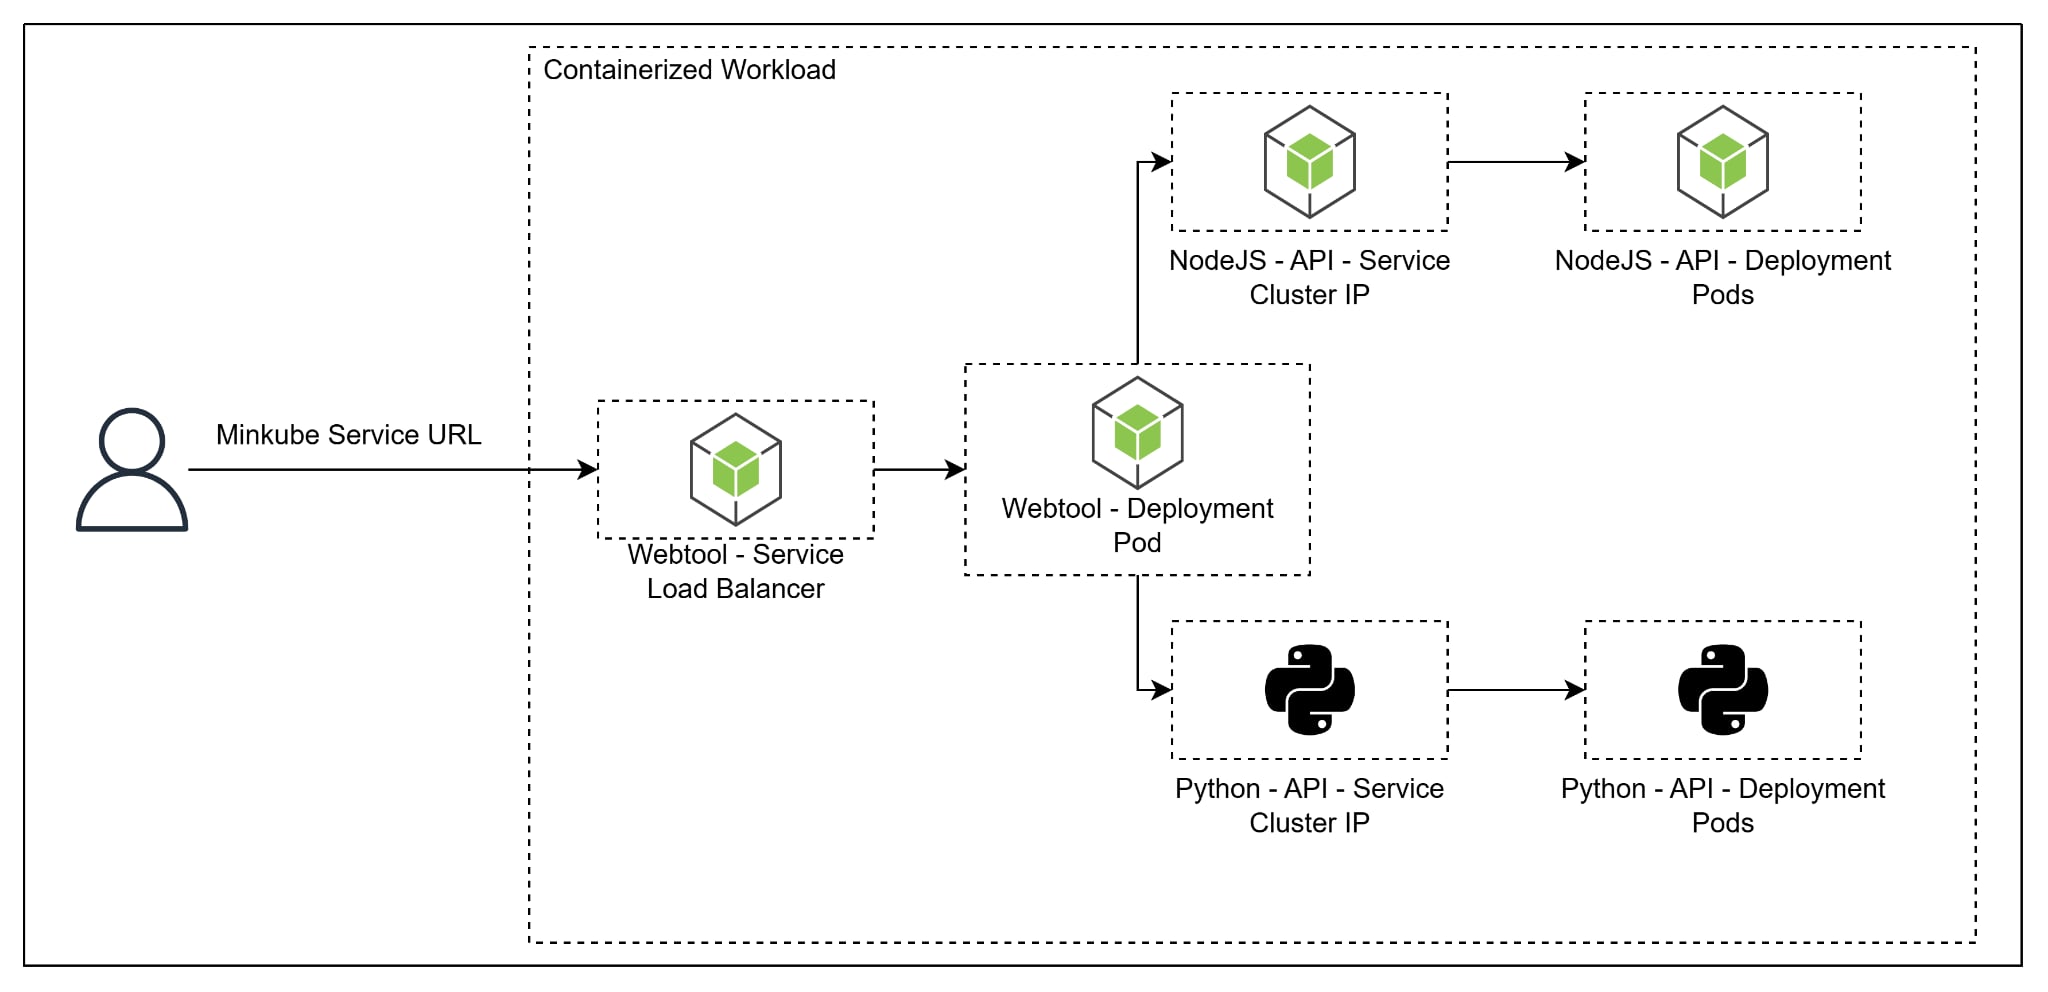 Containerized Workload
NodeJS - API - Service
Cluster IP
NodeJS - API - Deployment
Pods
Minkube Service URL
Webtool - Service
Load Balancer
Webtool - Deployment
Pod
Python - API - Service
Cluster IP
Python - API - Deployment
Pods